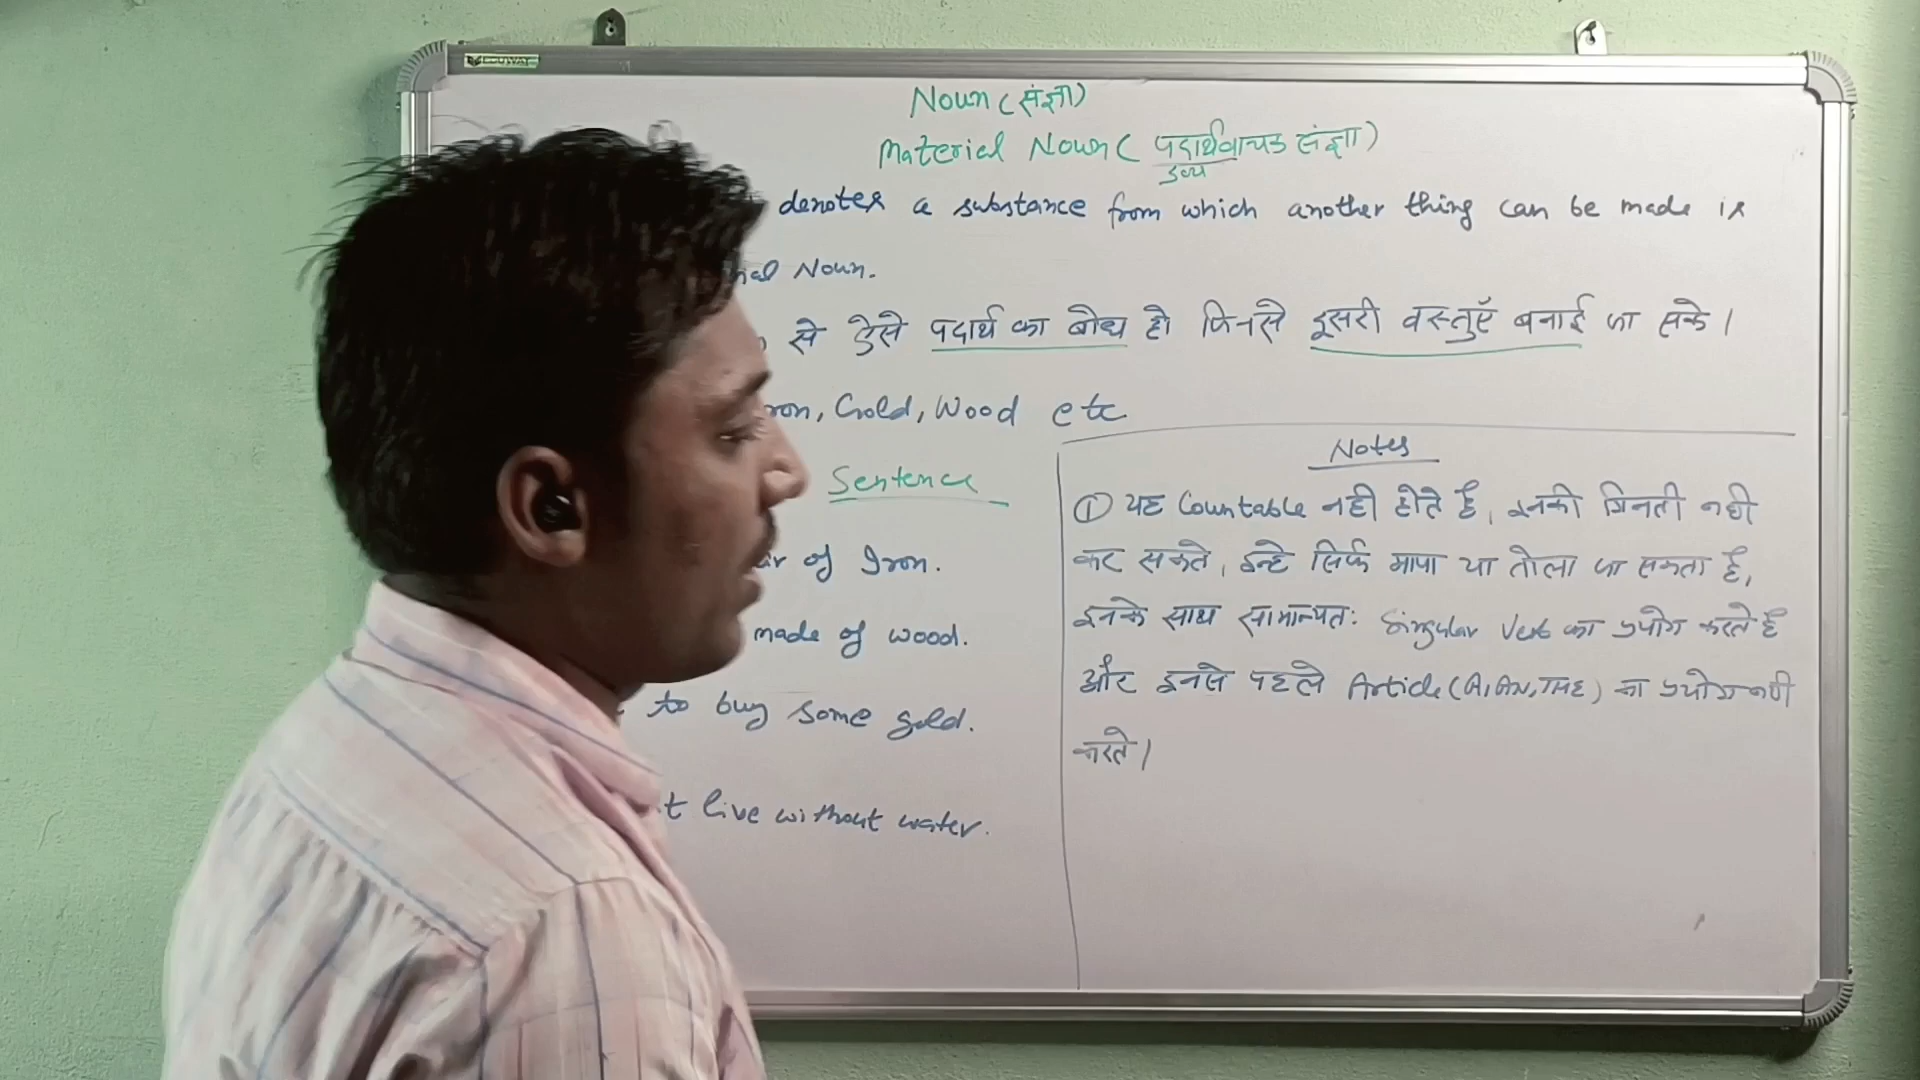 Noun (संज्ञा)
Material Noun (पदार्थवाचक संज्ञा)
द्रव्य
denotes a substance from which another thing can be made is
Noun.
से ऐसे पदार्थ का बोध हो जिनसे दूसरी वस्तुएँ बनाई जा सके।
Gold, Wood etc
Sentence
of Iron.
made of wood.
to buy some gold.
live without water.
Notes
① यह Countable नही होते है, इनकी गिनती नही
कर सकते, इन्हे सिर्फ मापा या तोला जा सकता है,
इनके साथ सामान्यत: Singular Verb का प्रयोग करते है
और इनसे पहले Article (A, AN, THE) का प्रयोग नही
करते।